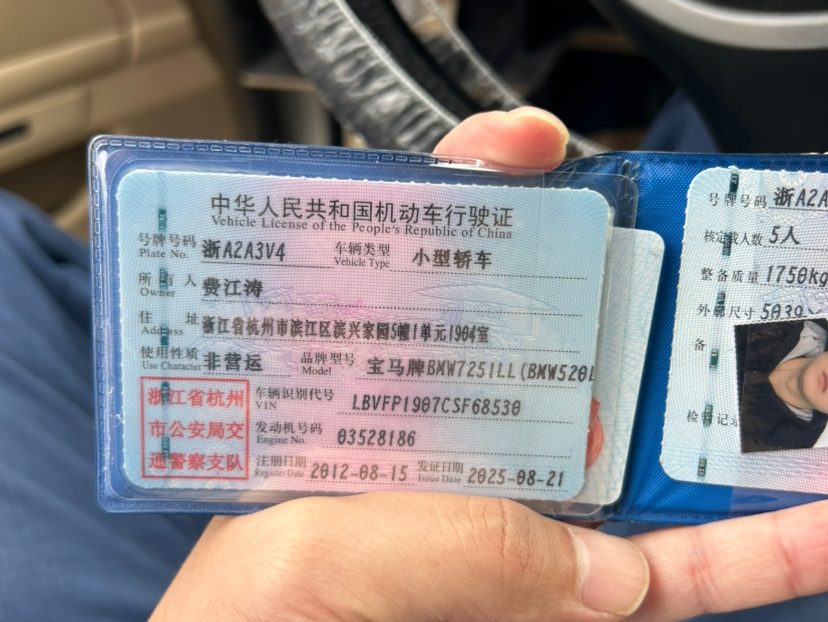 中华人民共和国机动车行驶证
Vehicle License of the People's Republic of China
号牌号码 浙A2A3V4 车辆类型 小型轿车
Plate No. Vehicle Type
所有人 费江涛
Owner
住址 浙江省杭州市滨江区滨兴家园5幢1单元1904室
Address
使用性质 非营运 品牌型号 宝马牌BMW7251LL(BMW520L
Use Character Model
浙江省杭州
市公安局交
通警察支队
车辆识别代号 LBVFP1907CSF68530
VIN
发动机号码 03528186
Engine No.
注册日期 2012-08-15 发证日期 2025-08-21
Register Date Issue Date
号牌号码 浙A2A
核定载人数 5人
整备质量 1750kg
外廓尺寸 5039
备
检验记录